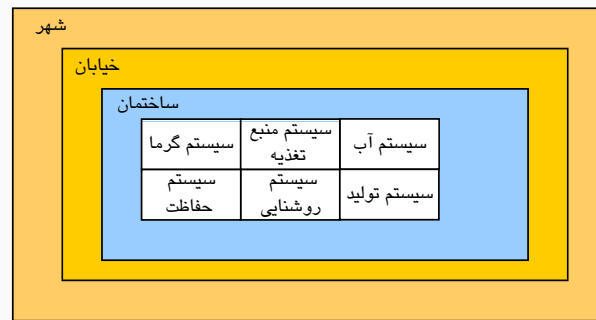 شهر
خیابان
ساختمان
سیستم آب
سیستم منبع
تغذیه
سیستم گرما
سیستم تولید
سیستم
روشنایی
سیستم
حفاظت